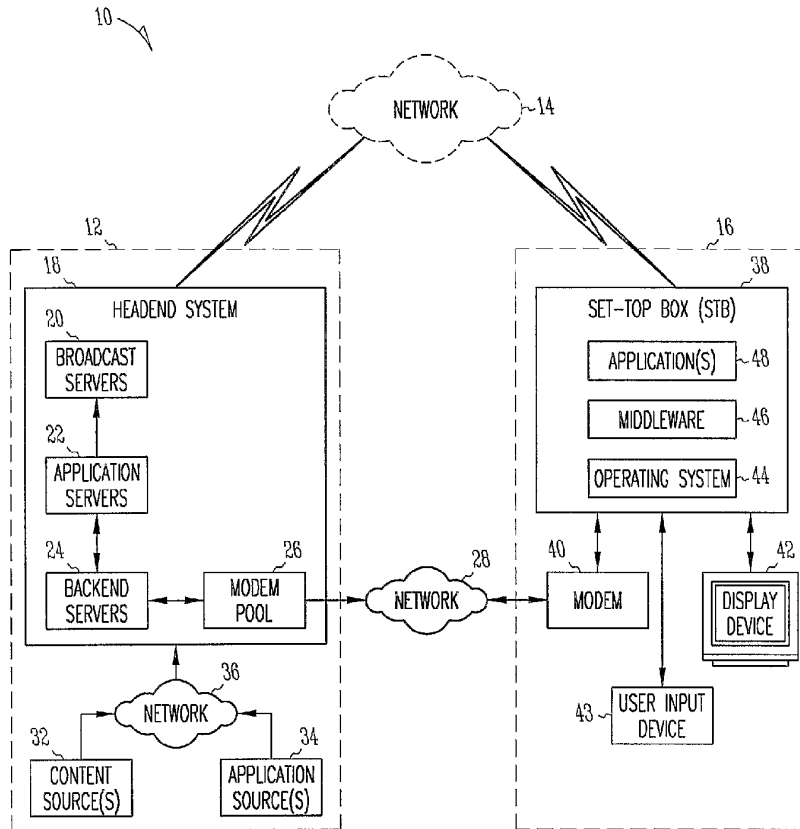 10
NETWORK
14
12
16
18
38
HEADEND SYSTEM
SET-TOP BOX (STB)
20
BROADCAST
SERVERS
APPLICATION(S)
48
22
MIDDLEWARE
46
APPLICATION
SERVERS
OPERATING SYSTEM
44
24
BACKEND
SERVERS
26
MODEM
POOL
28
NETWORK
40
MODEM
42
DISPLAY
DEVICE
36
NETWORK
43
USER INPUT
DEVICE
32
CONTENT
SOURCE(S)
34
APPLICATION
SOURCE(S)